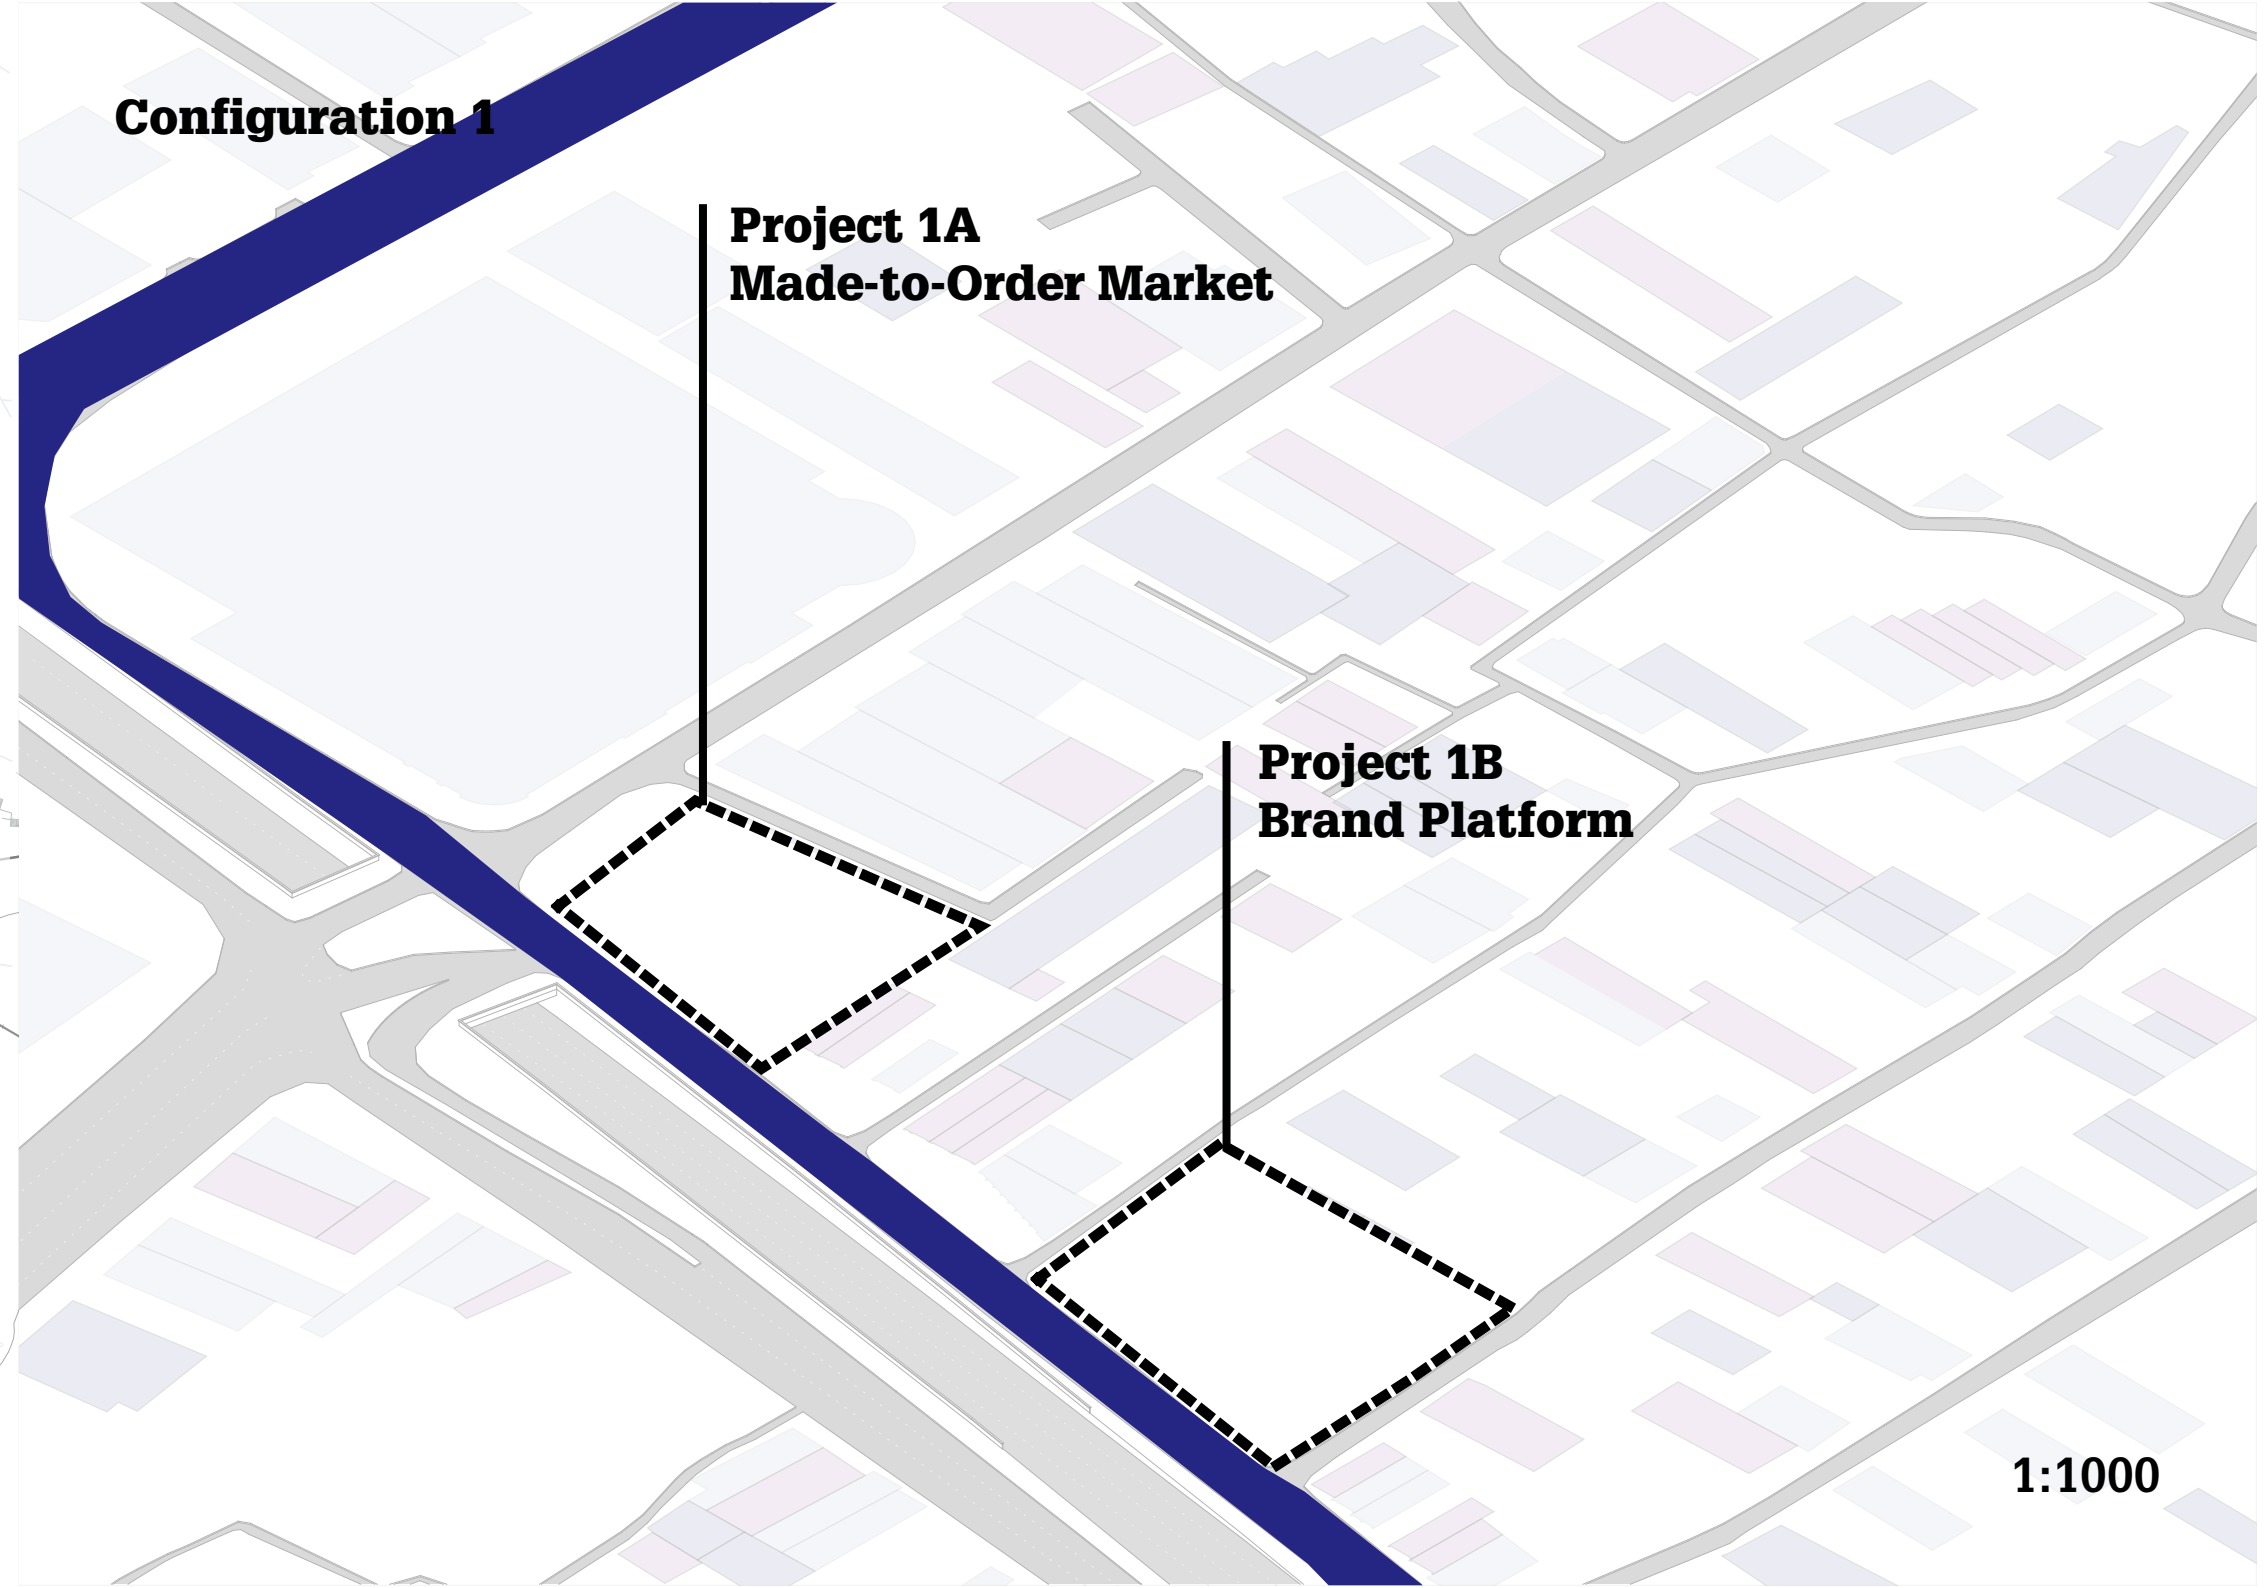 Configuration 1
Project 1A
Made-to-Order Market
Project 1B
Brand Platform
1:1000